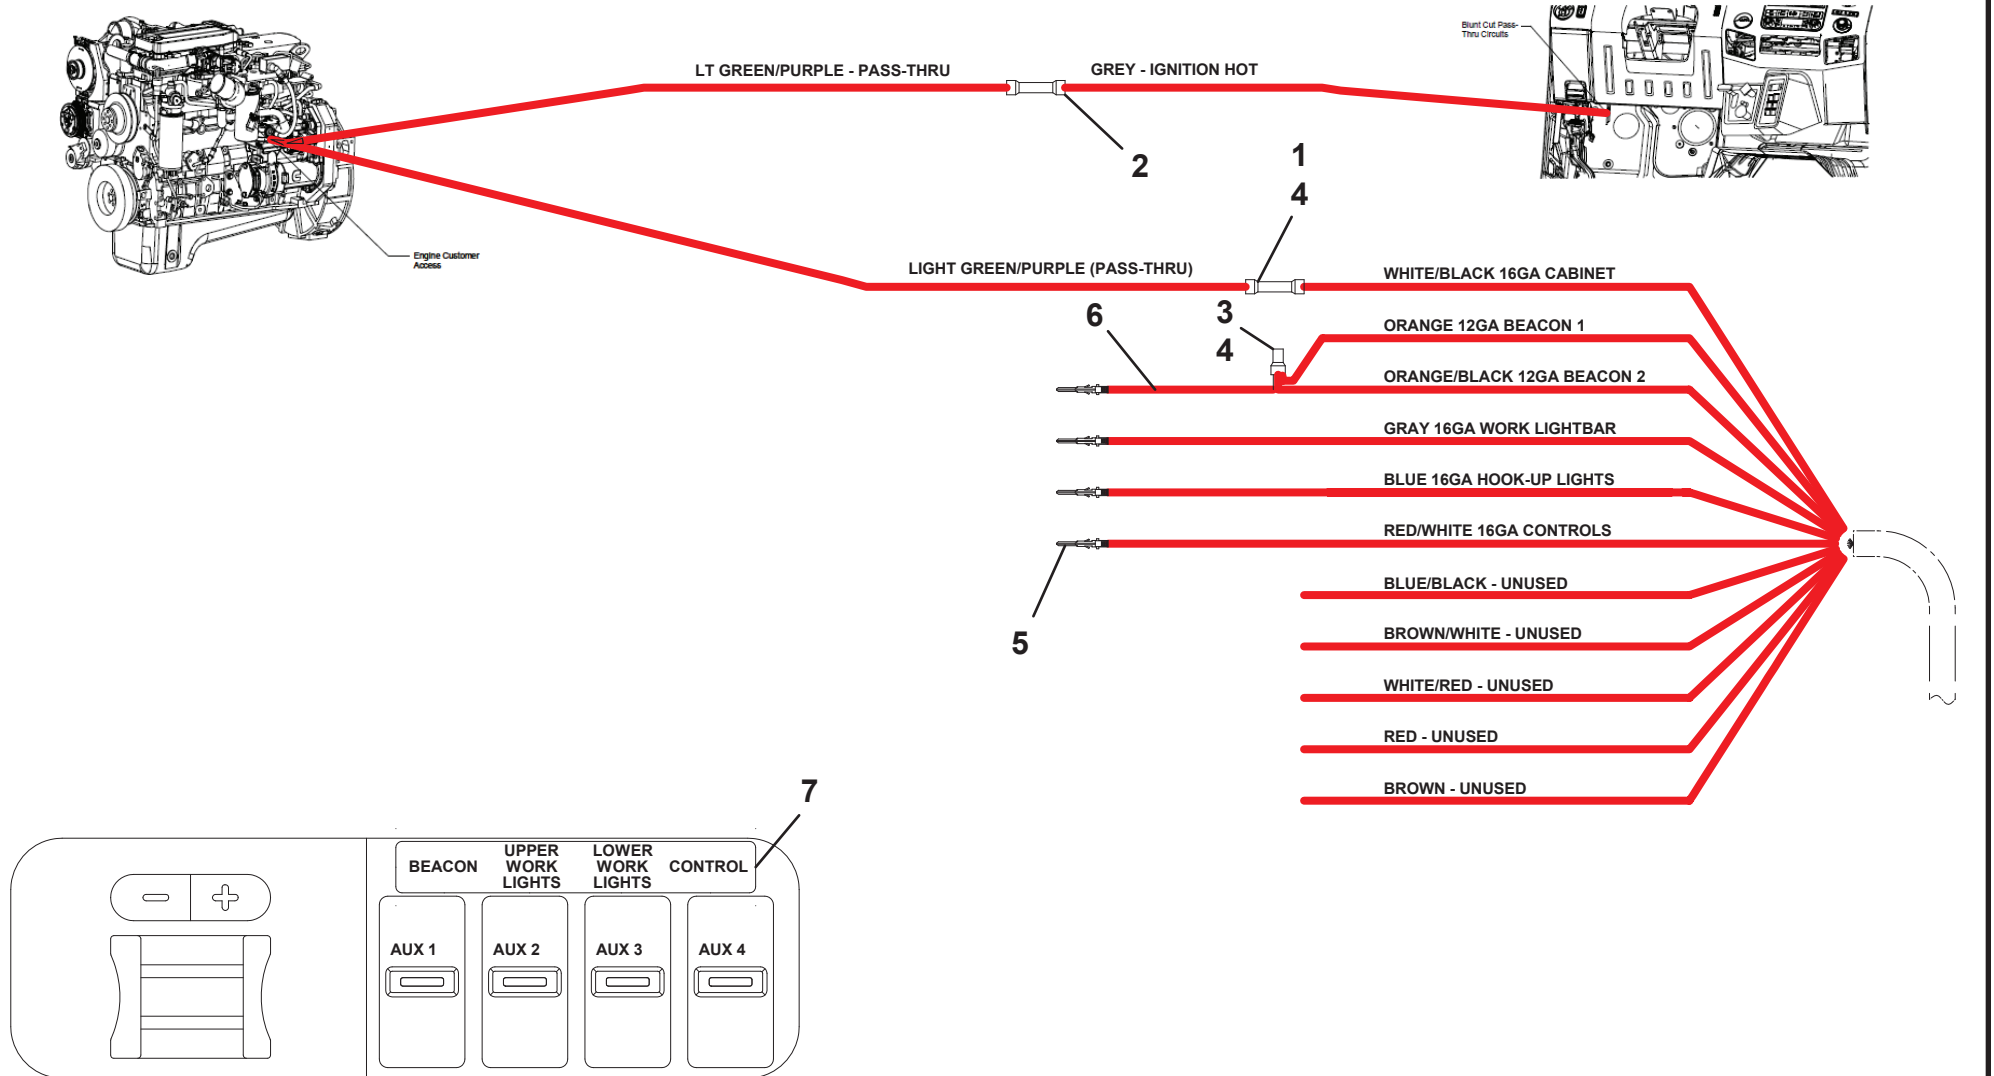 Blunt Cut Pass-
Thru Circuits
LT GREEN/PURPLE - PASS-THRU
GREY - IGNITION HOT
2
1
4
Engine Customer
Access
LIGHT GREEN/PURPLE (PASS-THRU)
WHITE/BLACK 16GA CABINET
6
3
4
ORANGE 12GA BEACON 1
ORANGE/BLACK 12GA BEACON 2
GRAY 16GA WORK LIGHTBAR
BLUE 16GA HOOK-UP LIGHTS
RED/WHITE 16GA CONTROLS
5
BLUE/BLACK - UNUSED
BROWN/WHITE - UNUSED
WHITE/RED - UNUSED
RED - UNUSED
BROWN - UNUSED
7
BEACON
UPPER
WORK
LIGHTS
LOWER
WORK
LIGHTS
CONTROL
AUX 1
AUX 2
AUX 3
AUX 4